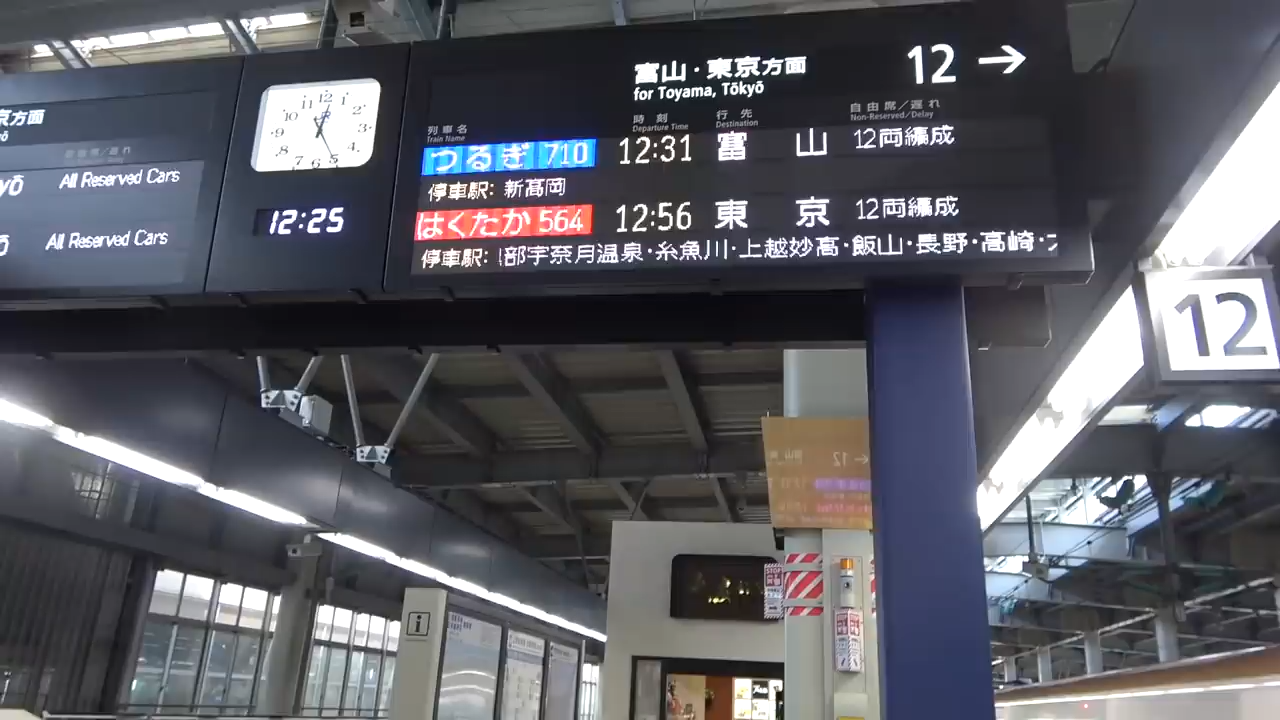 京方面
All Reserved Cars
All Reserved Cars
12:25
富山・東京方面
for Toyama, Tōkyō
12 →
列車名
Train Name
時刻
Departure Time
行先
Destination
自由席/遅れ
Non-Reserved/Delay
つるぎ 710 12:31 富山 12両編成
停車駅: 新高岡
はくたか 564 12:56 東京 12両編成
停車駅: 部宇奈月温泉・糸魚川・上越妙高・飯山・長野・高崎・
12